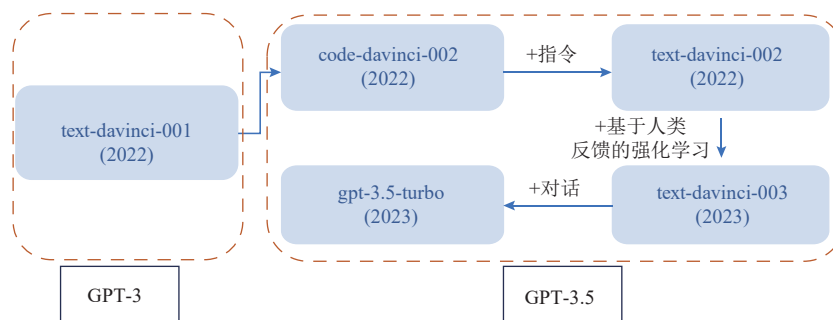 text-davinci-001
(2022)
code-davinci-002
(2022)
+指令
text-davinci-002
(2022)
+基于人类
反馈的强化学习
text-davinci-003
(2023)
+对话
gpt-3.5-turbo
(2023)
GPT-3
GPT-3.5